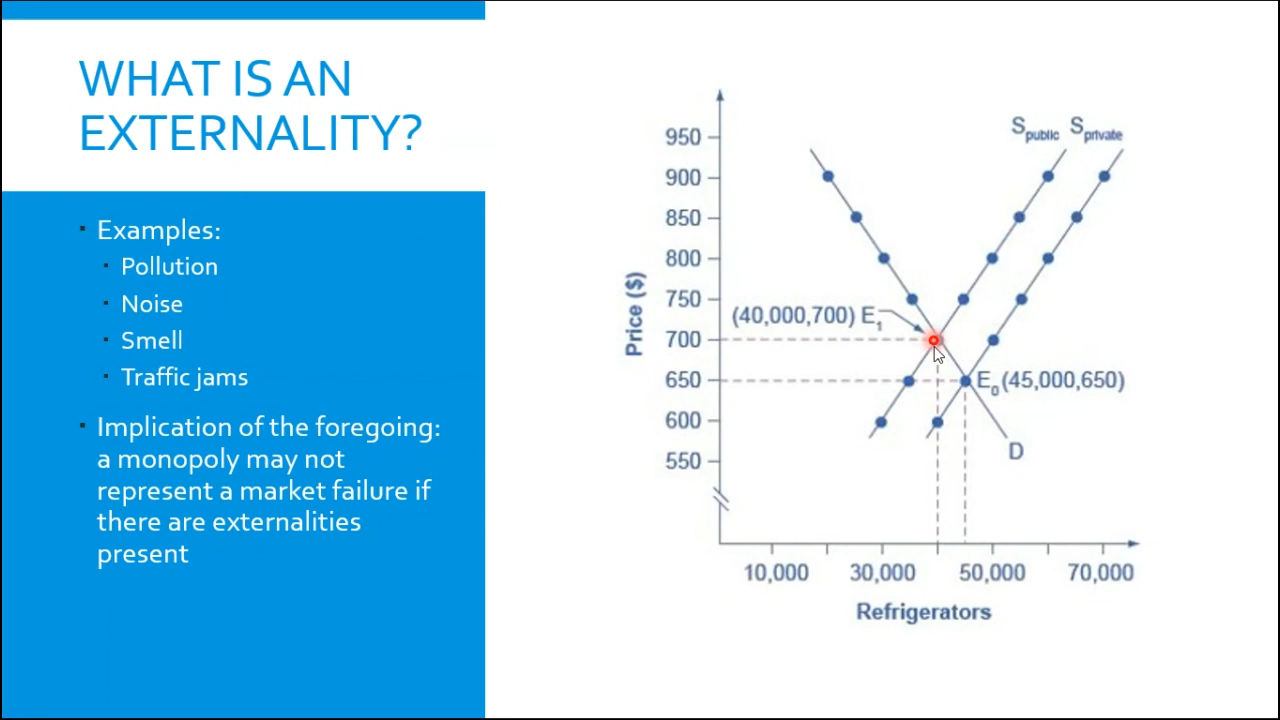 WHAT IS AN
EXTERNALITY?
▪ Examples:
▪ Pollution
▪ Noise
▪ Smell
▪ Traffic jams
▪ Implication of the foregoing:
a monopoly may not
represent a market failure if
there are externalities
present
S public S private
950
900
850
800
750
(40,000,700) E1
700
650
E0 (45,000,650)
600
D
550
Price ($)
10,000 30,000 50,000 70,000
Refrigerators